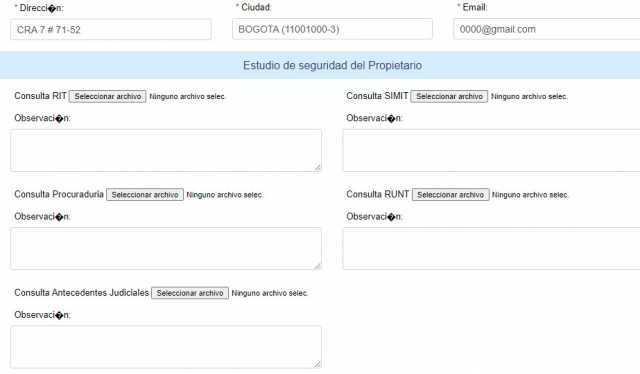 * Direcci�n:
* Ciudad:
* Email:
CRA 7 # 71-52
BOGOTA (11001000-3)
0000@gmail.com
Estudio de seguridad del Propietario
Consulta RIT Seleccionar archivo Ninguno archivo selec.
Consulta SIMIT Seleccionar archivo Ninguno archivo selec.
Observaci�n:
Observaci�n:
Consulta Procuraduría Seleccionar archivo Ninguno archivo selec.
Consulta RUNT Seleccionar archivo Ninguno archivo selec.
Observaci�n:
Observaci�n:
Consulta Antecedentes Judiciales Seleccionar archivo Ninguno archivo selec.
Observaci�n: